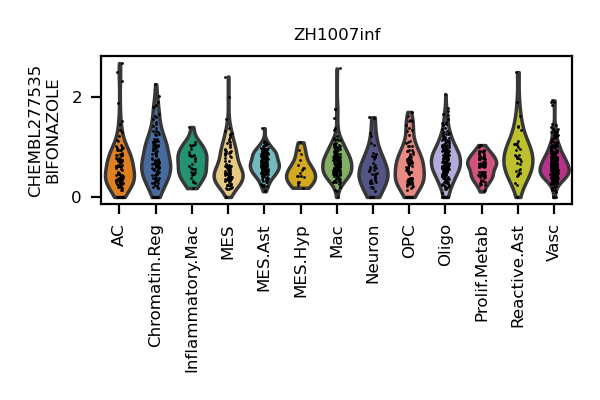 ZH1007inf
CHEMBL277535
BIFONAZOLE
2
0
AC
Chromatin.Reg
Inflammatory.Mac
MES
MES.Ast
MES.Hyp
Mac
Neuron
OPC
Oligo
Prolif.Metab
Reactive.Ast
Vasc